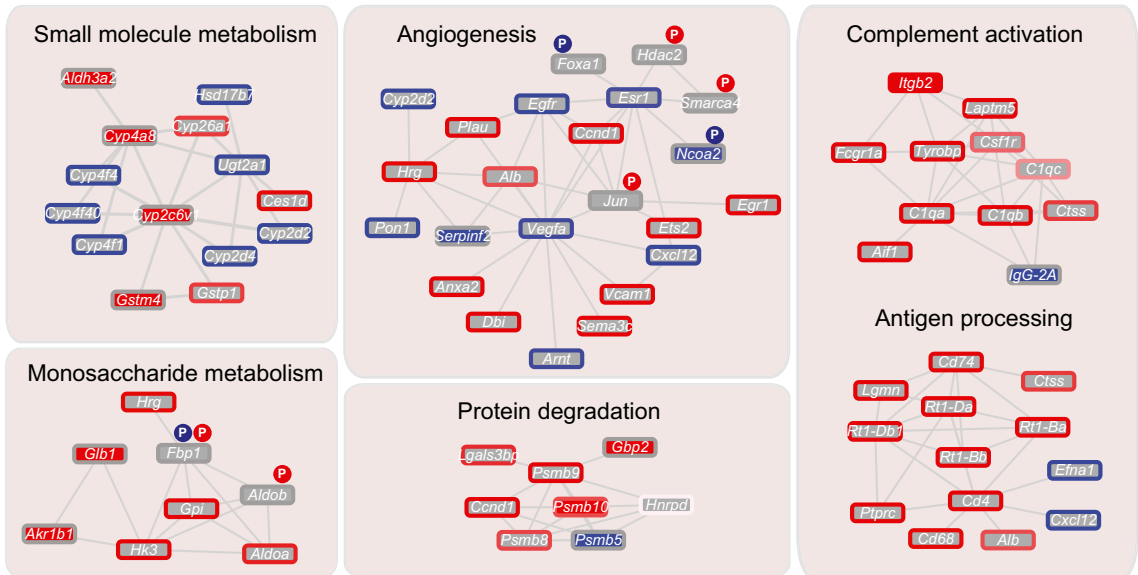 Small molecule metabolism
Aldh3a2
Hsd17b7
Cyp4a8
Cyp26a1
Cyp4f4
Ugt2a1
Ces1d
Cyp4f40
Cyp2c6v1
Cyp2d2
Cyp4f1
Cyp2d4
Gstm4
Gstp1
Monosaccharide metabolism
Hrg
P P
Glb1
Fbp1
P
Aldob
Gpi
Akr1b1
Hk3
Aldoa
Angiogenesis
P
P
Foxa1
Hdac2
P
Cyp2d2
Egfr
Esr1
Smarca4
Plau
Ccnd1
P
Ncoa2
Hrg
Alb
P
Jun
Egr1
Pon1
Serpinf2
Vegfa
Ets2
Cxcl12
Anxa2
Vcam1
Dbi
Sema3c
Arnt
Protein degradation
Lgals3bp
Gbp2
Psmb9
Ccnd1
Psmb10
Hnrpd
Psmb8
Psmb5
Complement activation
Itgb2
Laptm5
Fcgr1a
Tyrobp
Csf1r
C1qc
C1qa
C1qb
Ctss
Aif1
IgG-2A
Antigen processing
Cd74
Lgmn
Ctss
Rt1-Da
Rt1-Db1
Rt1-Ba
Rt1-Bb
Efna1
Ptprc
Cd4
Cxcl12
Cd68
Alb